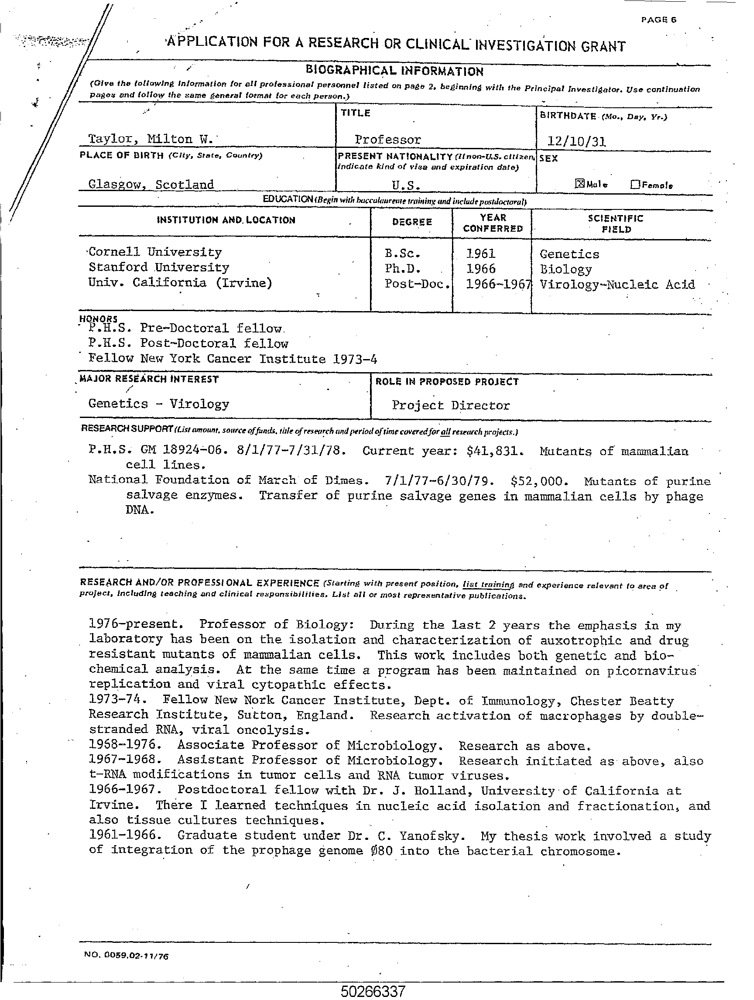 PAGE 6
APPLICATION FOR A RESEARCH OR CLINICAL INVESTIGATION GRANT
BIOGRAPHICAL INFORMATION
(Give the following information for all professional personnel listed on page 2, beginning with the Principal Investigator. Use continuation
pages and follow the same general format for each person.)
TITLE
BIRTHDATE (Mo., Day, Yr.)
Taylor, Milton W.
Professor
12/10/31
PLACE OF BIRTH (City, State, Country)
PRESENT NATIONALITY (If non-U.S. citizen, indicate kind of visa and expiration date)
SEX
Glasgow, Scotland
U.S.
☒ Male ☐ Female
EDUCATION (Begin with baccalaureate training and include postdoctoral)
INSTITUTION AND LOCATION
DEGREE
YEAR CONFERRED
SCIENTIFIC FIELD
Cornell University B.Sc. 1961 Genetics
Stanford University Ph.D. 1966 Biology
Univ. California (Irvine) Post-Doc. 1966-1967 Virology-Nucleic Acid
HONORS
P.H.S. Pre-Doctoral fellow
P.H.S. Post-Doctoral fellow
Fellow New York Cancer Institute 1973-4
MAJOR RESEARCH INTEREST
ROLE IN PROPOSED PROJECT
Genetics - Virology
Project Director
RESEARCH SUPPORT (List amount, source of funds, title of research and period of time covered for all research projects.)
P.H.S. GM 18924-06. 8/1/77-7/31/78. Current year: $41,831. Mutants of mammalian
cell lines.
National Foundation of March of Dimes. 7/1/77-6/30/79. $52,000. Mutants of purine
salvage enzymes. Transfer of purine salvage genes in mammalian cells by phage
DNA.
RESEARCH AND/OR PROFESSIONAL EXPERIENCE (Starting with present position, list training and experience relevant to area of
project, including teaching and clinical responsibilities. List all or most representative publications.
1976-present. Professor of Biology: During the last 2 years the emphasis in my
laboratory has been on the isolation and characterization of auxotrophic and drug
resistant mutants of mammalian cells. This work includes both genetic and bio-
chemical analysis. At the same time a program has been maintained on picornavirus
replication and viral cytopathic effects.
1973-74. Fellow New Nork Cancer Institute, Dept. of Immunology, Chester Beatty
Research Institute, Sutton, England. Research activation of macrophages by double-
stranded RNA, viral oncolysis.
1968-1976. Associate Professor of Microbiology. Research as above.
1967-1968. Assistant Professor of Microbiology. Research initiated as above, also
t-RNA modifications in tumor cells and RNA tumor viruses.
1966-1967. Postdoctoral fellow with Dr. J. Holland, University of California at
Irvine. There I learned techniques in nucleic acid isolation and fractionation, and
also tissue cultures techniques.
1961-1966. Graduate student under Dr. C. Yanofsky. My thesis work involved a study
of integration of the prophage genome Ø80 into the bacterial chromosome.
NO. 0059.02-11/76
50266337